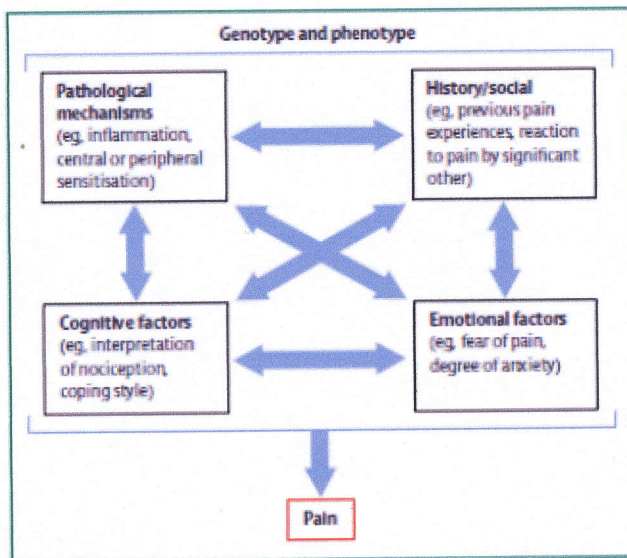 Genotype and phenotype
Pathological
mechanisms
(eg, inflammation,
central or peripheral
sensitisation)
History/social
(eg, previous pain
experiences, reaction
to pain by significant
other)
Cognitive factors
(eg, interpretation
of nociception,
coping style)
Emotional factors
(eg, fear of pain,
degree of anxiety)
Pain